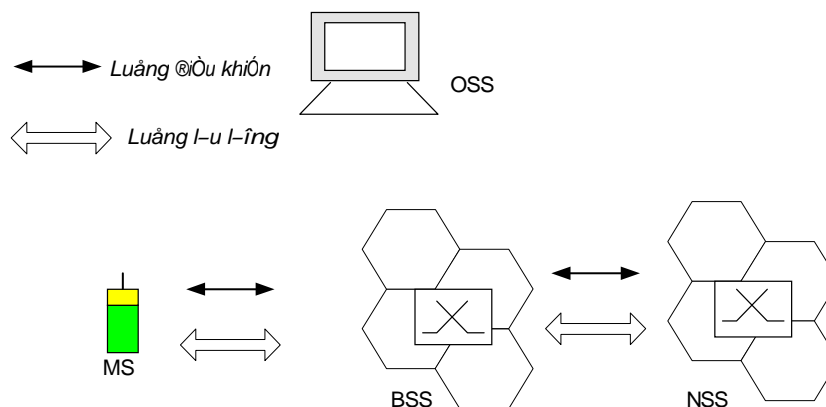 Luång ®iÒu khiÓn
OSS
Luång l–u l–îng
MS
BSS
NSS